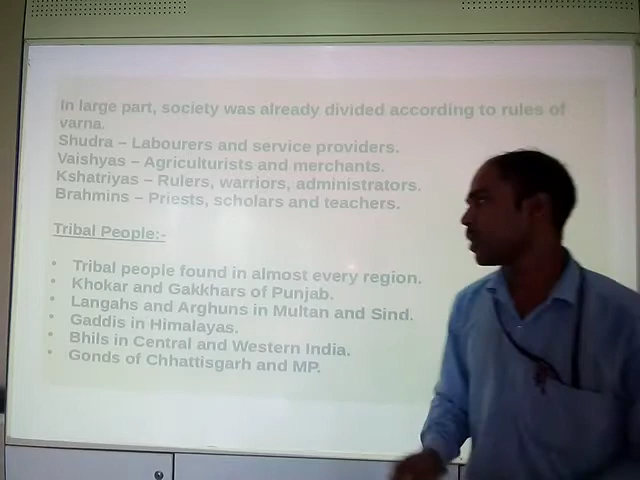 In large part, society was already divided according to rules of
varna.
Shudra – Labourers and service providers.
Vaishyas – Agriculturists and merchants.
Kshatriyas – Rulers, warriors, administrators.
Brahmins – Priests, scholars and teachers.
Tribal People:-
• Tribal people found in almost every region.
• Khokar and Gakkhars of Punjab.
• Langahs and Arghuns in Multan and Sind.
• Gaddis in Himalayas.
• Bhils in Central and Western India.
• Gonds of Chhattisgarh and MP.